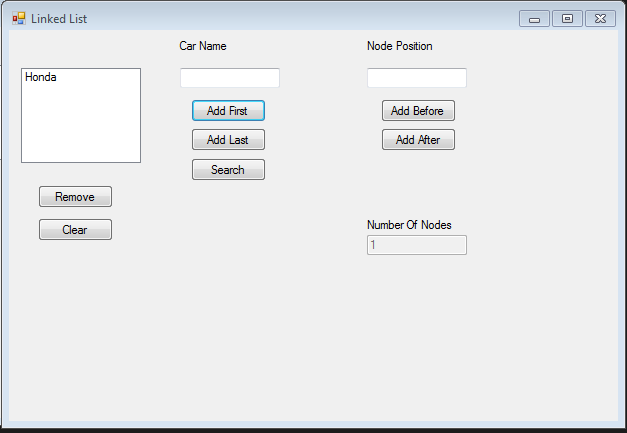 Linked List
Car Name
Node Position
Honda
Add First
Add Before
Add Last
Add After
Search
Remove
Clear
Number Of Nodes
1